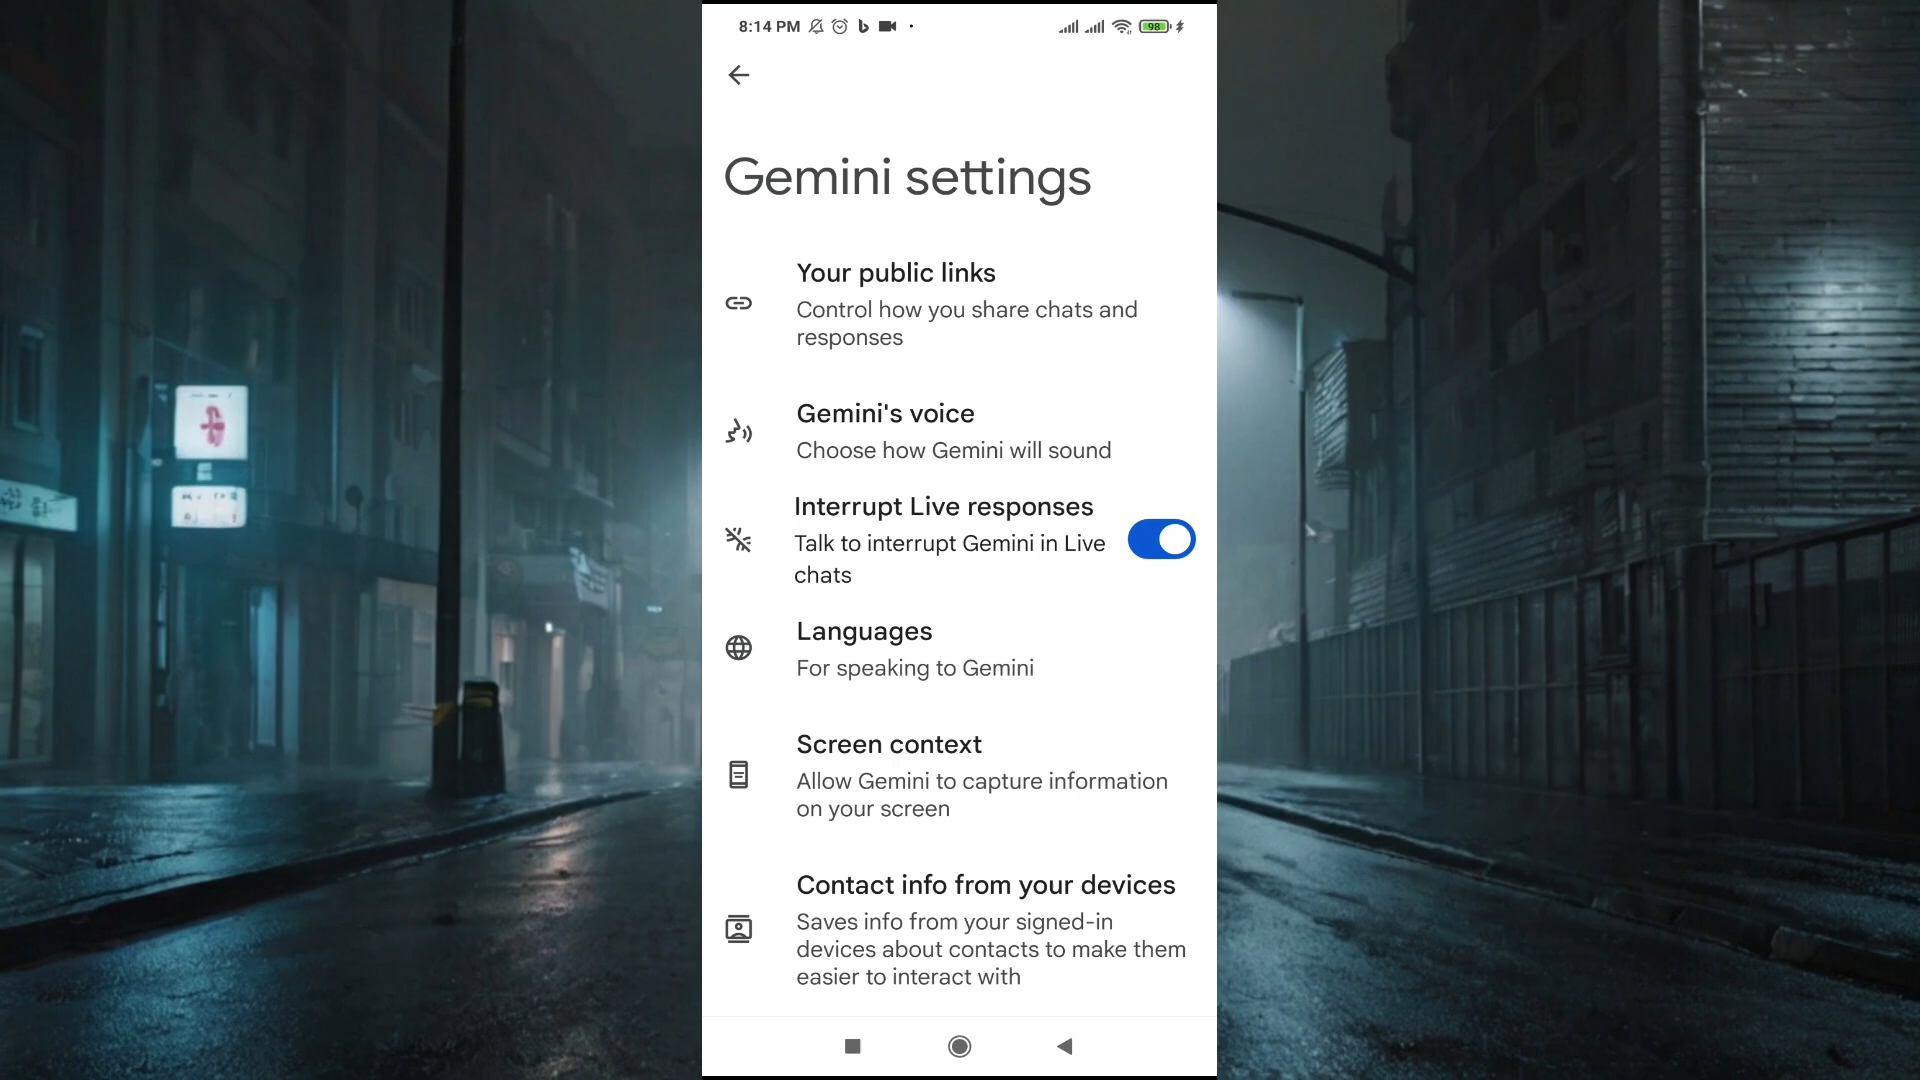 8:14 PM
98
Gemini settings
Your public links
Control how you share chats and
responses
Gemini's voice
Choose how Gemini will sound
Interrupt Live responses
Talk to interrupt Gemini in Live
chats
Languages
For speaking to Gemini
Screen context
Allow Gemini to capture information
on your screen
Contact info from your devices
Saves info from your signed-in
devices about contacts to make them
easier to interact with